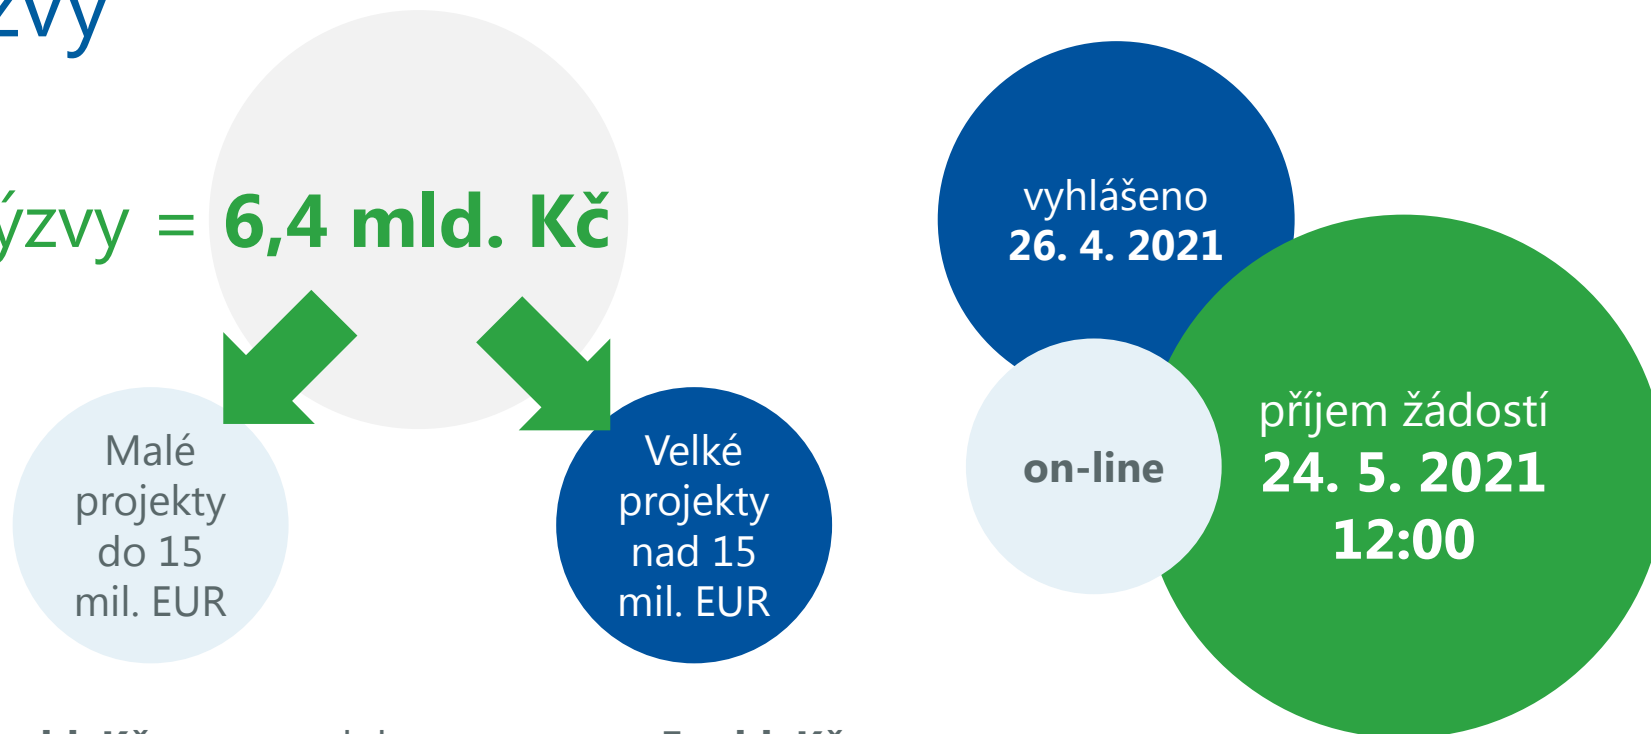 zvy
ýzvy = 6,4 mld. Kč
Malé
projekty
do 15
mil. EUR
Velké
projekty
nad 15
mil. EUR
vyhlášeno
26. 4. 2021
on-line
příjem žádostí
24. 5. 2021
12:00